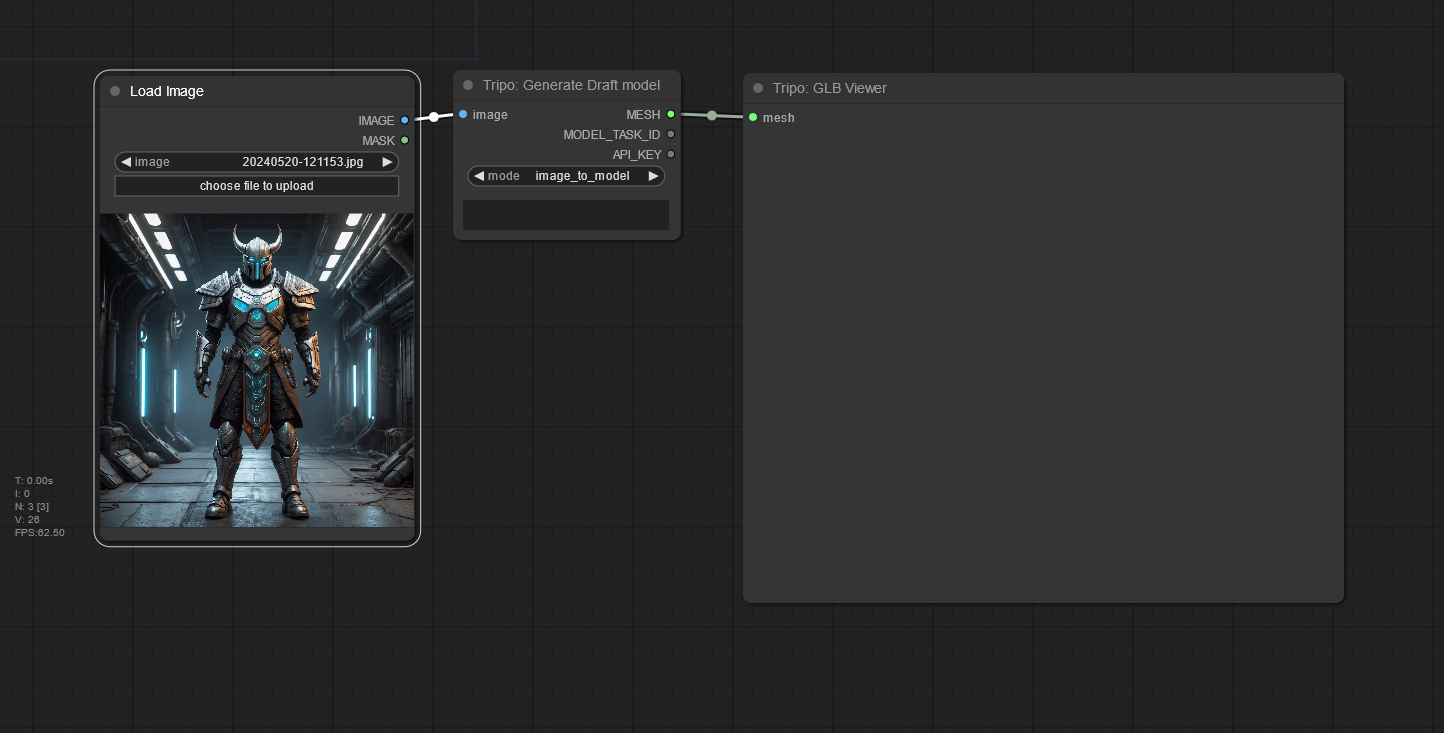 Load Image
IMAGE
MASK
image 20240520-121153.jpg
choose file to upload
Tripo: Generate Draft model
image MESH
MODEL_TASK_ID
API_KEY
mode image_to_model
Tripo: GLB Viewer
mesh
T: 0.00s
I: 0
N: 3 [3]
V: 26
FPS:62.50